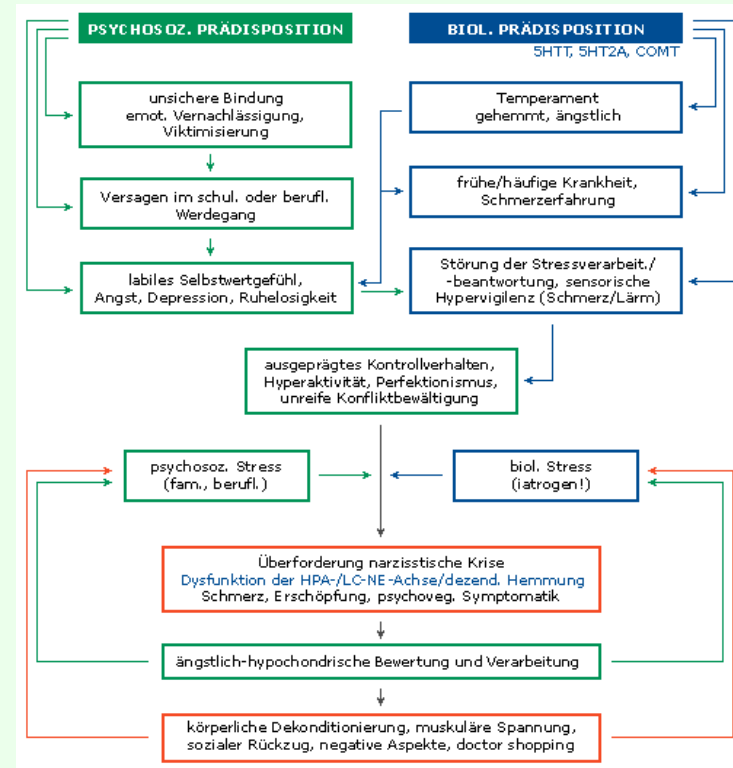 PSYCHOSOZ. PRÄDISPOSITION
BIOL. PRÄDISPOSITION
5HTT, 5HT2A, COMT
unsichere Bindung
emot. Vernachlässigung,
Viktimisierung
Temperament
gehemmt, ängstlich
Versagen im schul. oder berufl.
Werdegang
frühe/häufige Krankheit,
Schmerzerfahrung
labiles Selbstwertgefühl,
Angst, Depression, Ruhelosigkeit
Störung der Stressverarbeit./
-beantwortung, sensorische
Hypervigilenz (Schmerz/Lärm)
ausgeprägtes Kontrollverhalten,
Hyperaktivität, Perfektionismus,
unreife Konfliktbewältigung
psychosoz. Stress
(fam., berufl.)
biol. Stress
(iatrogen!)
Überforderung narzisstische Krise
Dysfunktion der HPA-/LC-NE-Achse/dezend. Hemmung
Schmerz, Erschöpfung, psychoveg. Symptomatik
ängstlich-hypochondrische Bewertung und Verarbeitung
körperliche Dekonditionierung, muskuläre Spannung,
sozialer Rückzug, negative Aspekte, doctor shopping